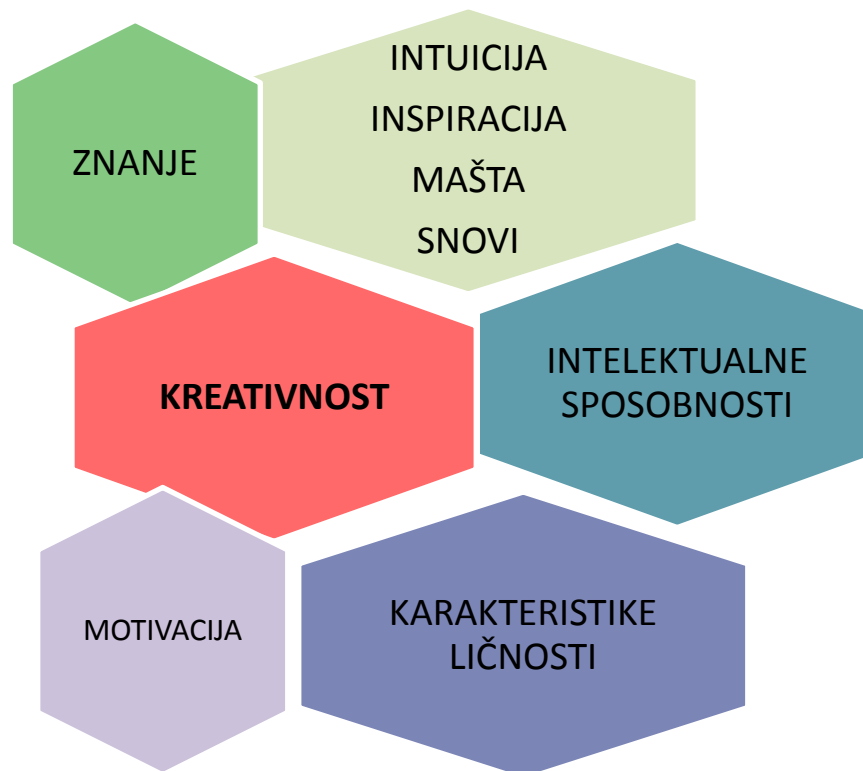 ZNANJE
INTUICIJA
INSPIRACIJA
MAŠTA
SNOVI
KREATIVNOST
INTELEKTUALNE
SPOSOBNOSTI
MOTIVACIJA
KARAKTERISTIKE
LIČNOSTI